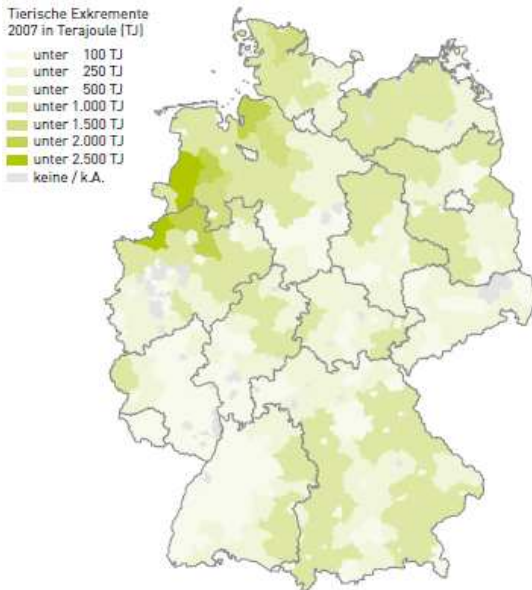 Tierische Exkremente
2007 in Terajoule (TJ)
unter 100 TJ
unter 250 TJ
unter 500 TJ
unter 1.000 TJ
unter 1.500 TJ
unter 2.000 TJ
unter 2.500 TJ
keine / k.A.